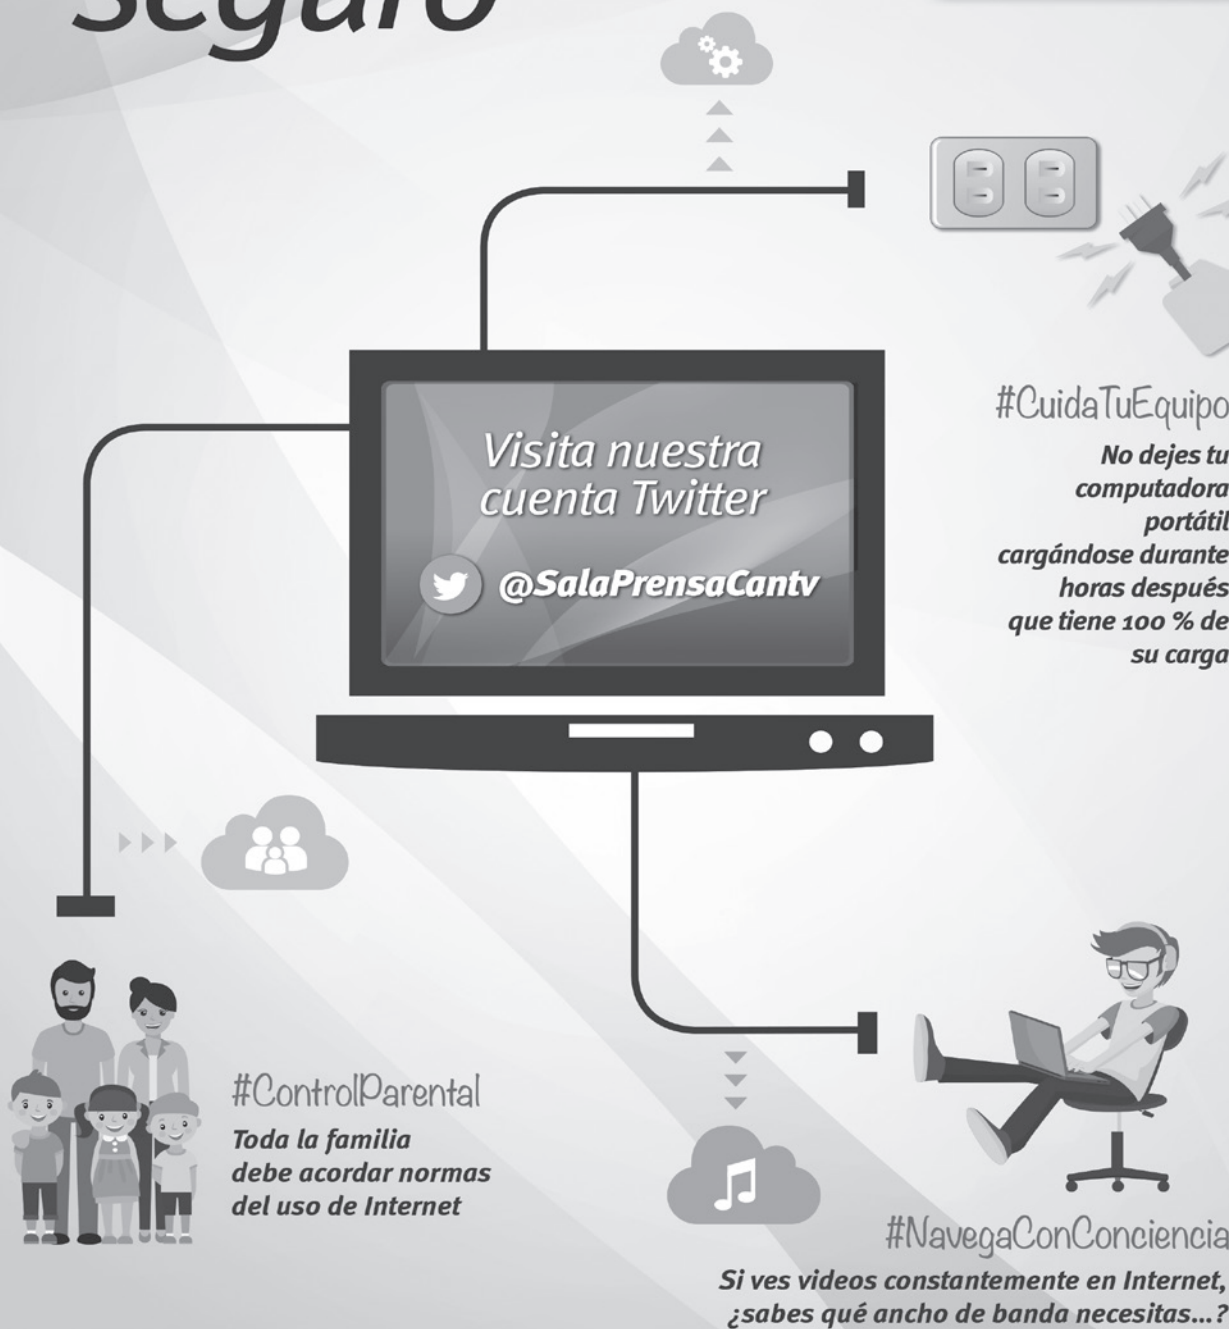 seguro
Visita nuestra
cuenta Twitter
@SalaPrensaCantv
#CuidaTuEquipo
No dejes tu
computadora
portátil
cargándose durante
horas después
que tiene 100 % de
su carga
#ControlParental
Toda la familia
debe acordar normas
del uso de Internet
#NavegaConConciencia
Si ves videos constantemente en Internet,
¿sabes qué ancho de banda necesitas...?